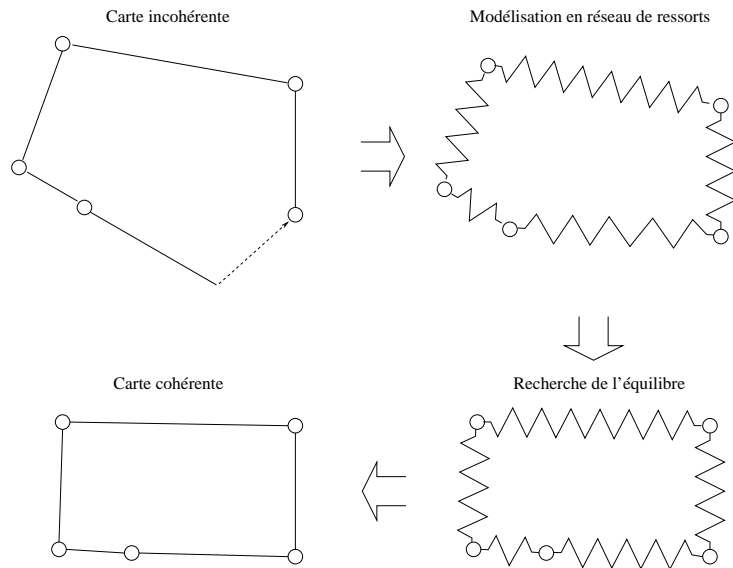 Carte incohérente
Modélisation en réseau de ressorts
Carte cohérente
Recherche de l'équilibre